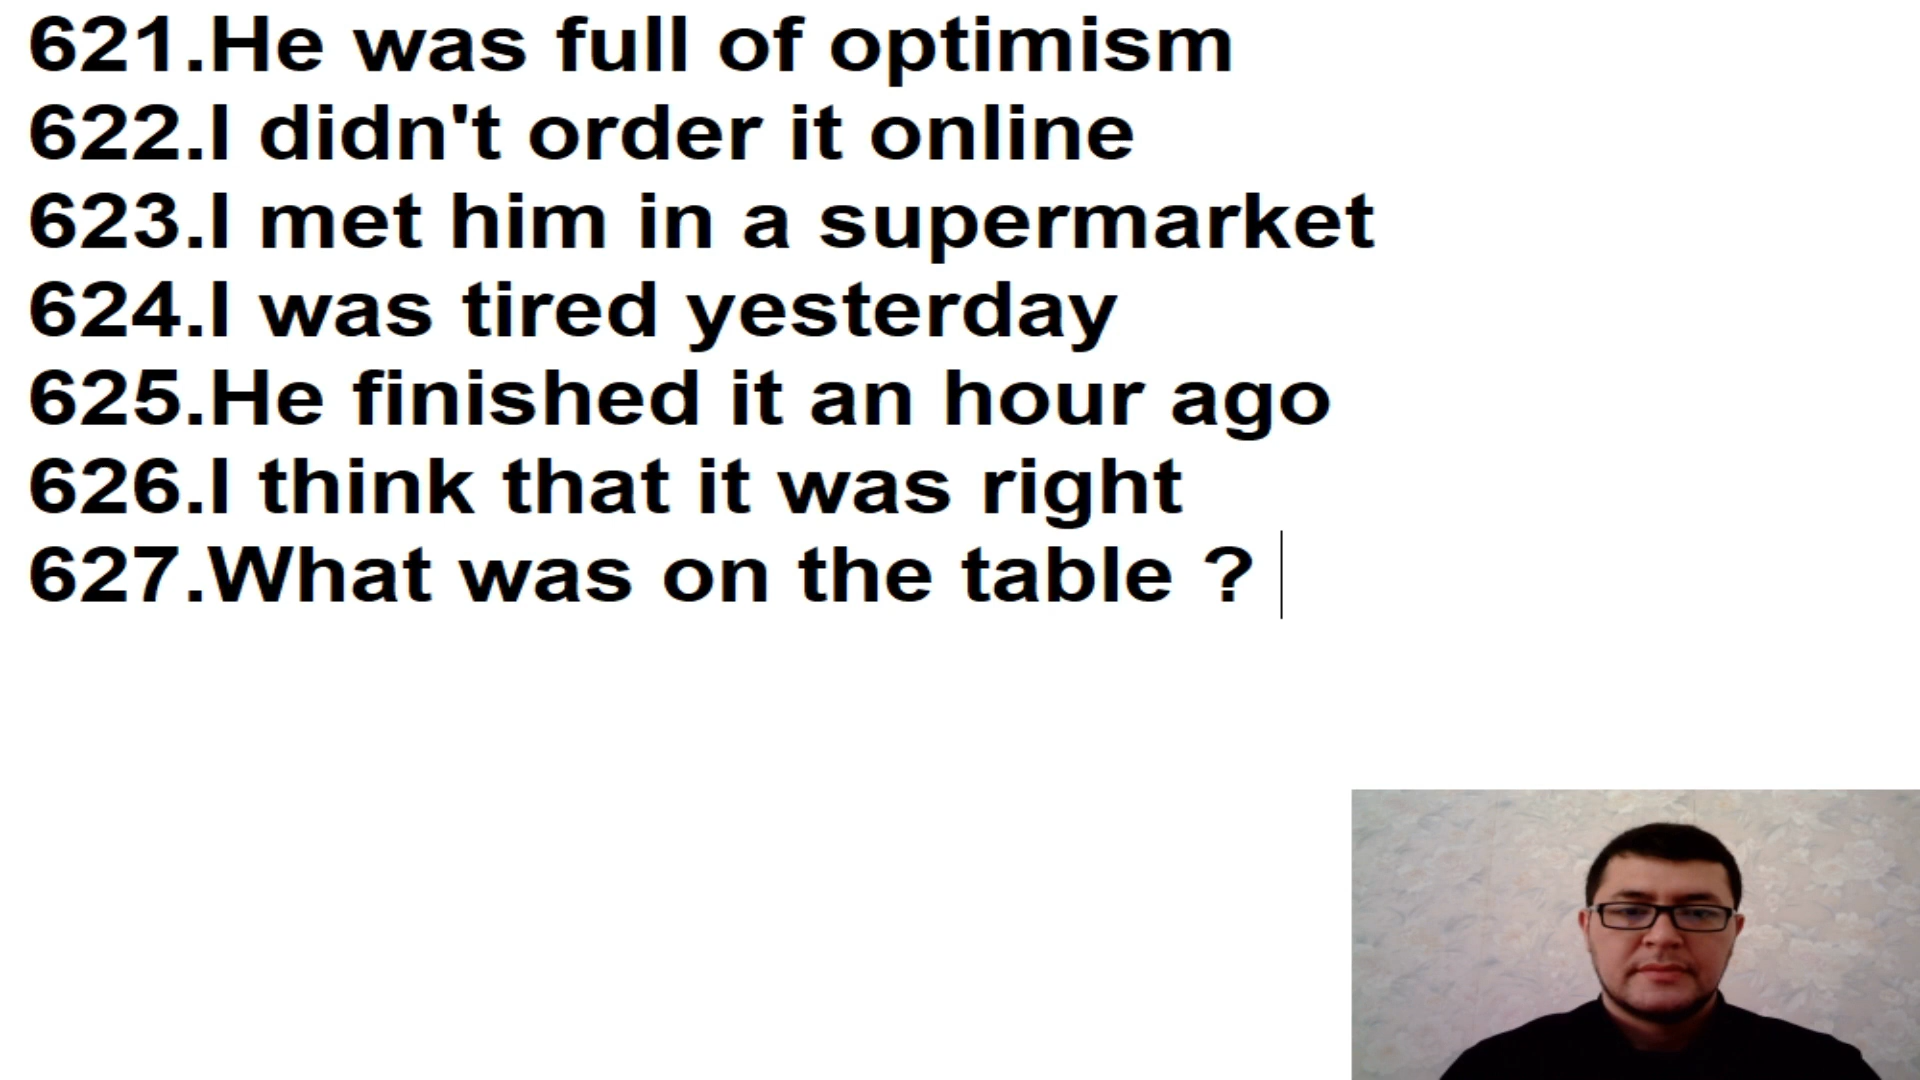 621.He was full of optimism
622.I didn't order it online
623.I met him in a supermarket
624.I was tired yesterday
625.He finished it an hour ago
626.I think that it was right
627.What was on the table ?